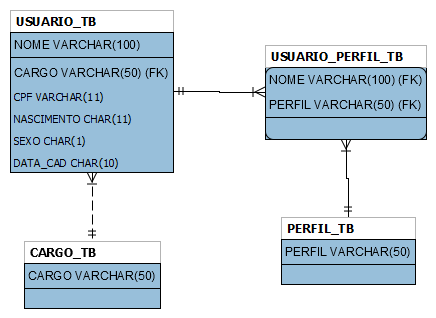 USUARIO_TB
NOME VARCHAR(100)
CARGO VARCHAR(50) (FK)
CPF VARCHAR(11)
NASCIMENTO CHAR(11)
SEXO CHAR(1)
DATA_CAD CHAR(10)
USUARIO_PERFIL_TB
NOME VARCHAR(100) (FK)
PERFIL VARCHAR(50) (FK)
CARGO_TB
CARGO VARCHAR(50)
PERFIL_TB
PERFIL VARCHAR(50)